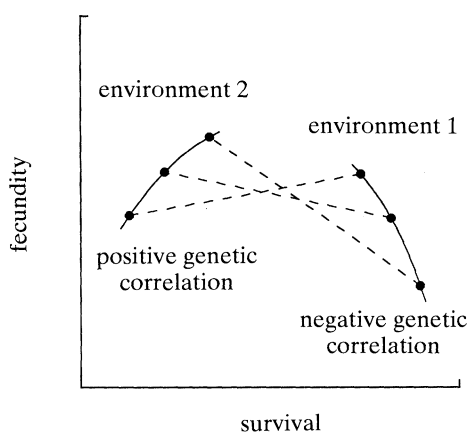 environment 2
environment 1
fecundity
positive genetic
correlation
negative genetic
correlation
survival